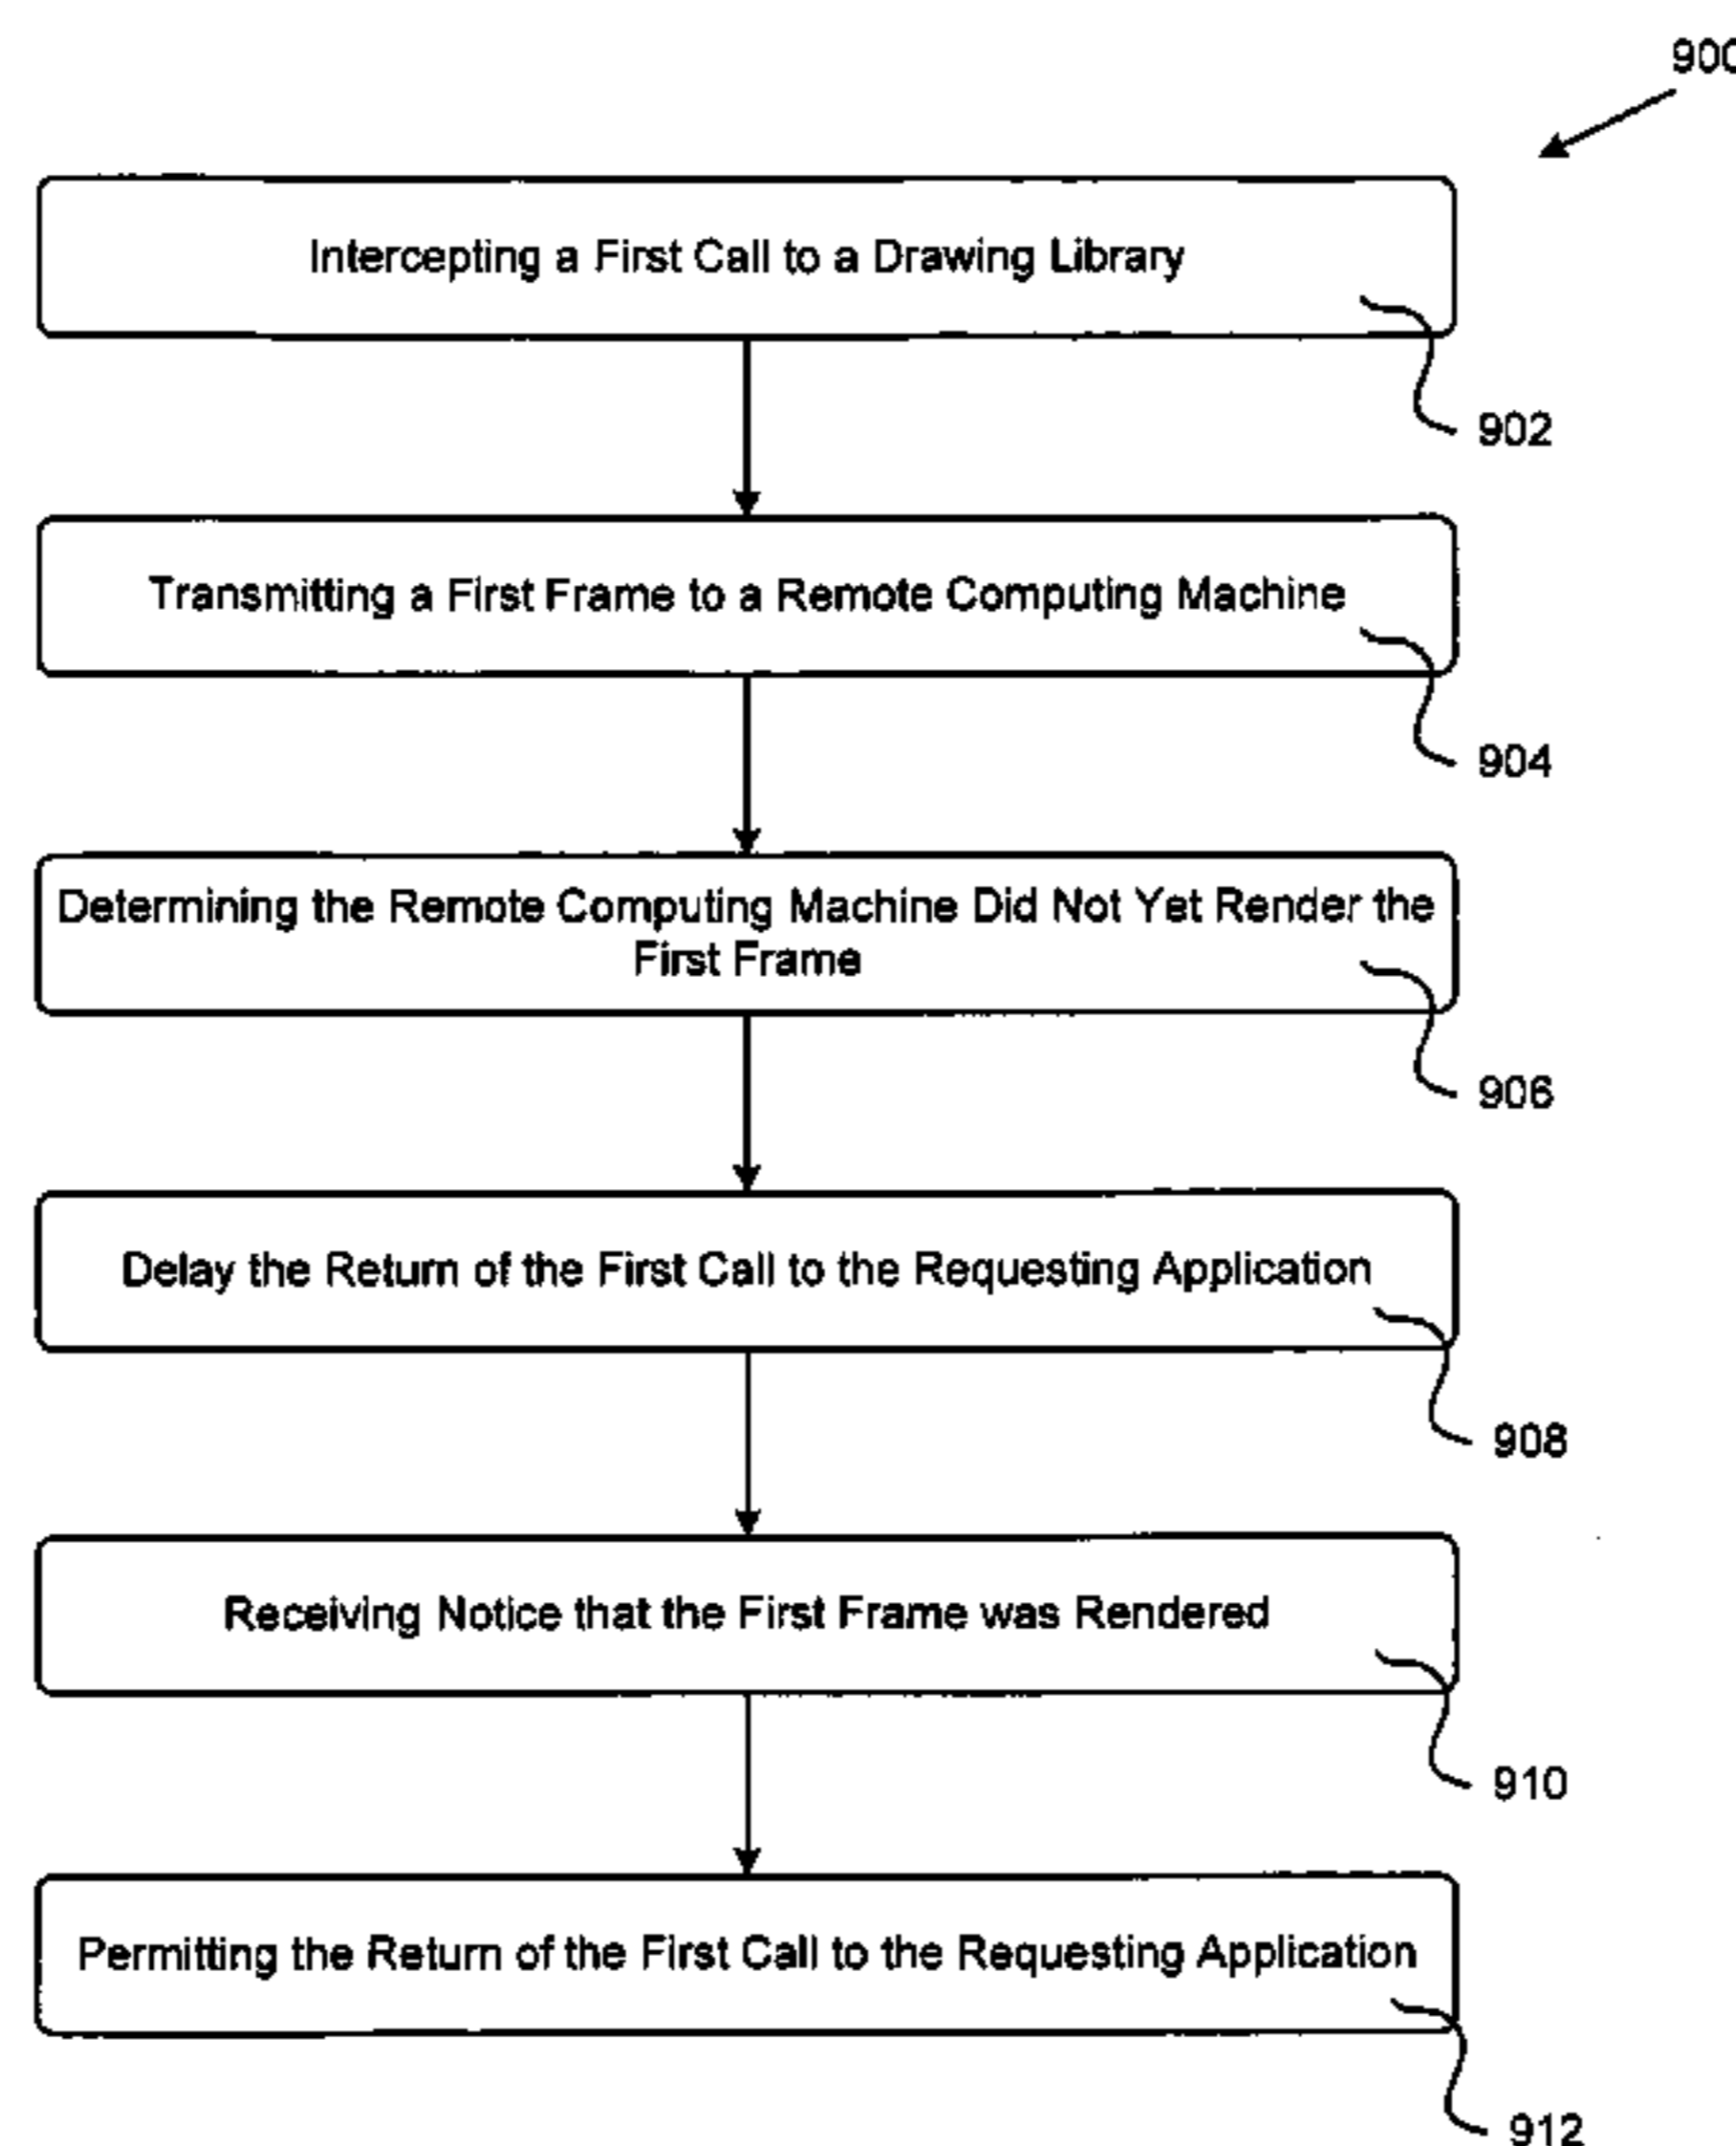 900
Intercepting a First Call to a Drawing Library
902
Transmitting a First Frame to a Remote Computing Machine
904
Determining the Remote Computing Machine Did Not Yet Render the
First Frame
906
Delay the Return of the First Call to the Requesting Application
908
Receiving Notice that the First Frame was Rendered
910
Permitting the Return of the First Call to the Requesting Application
912